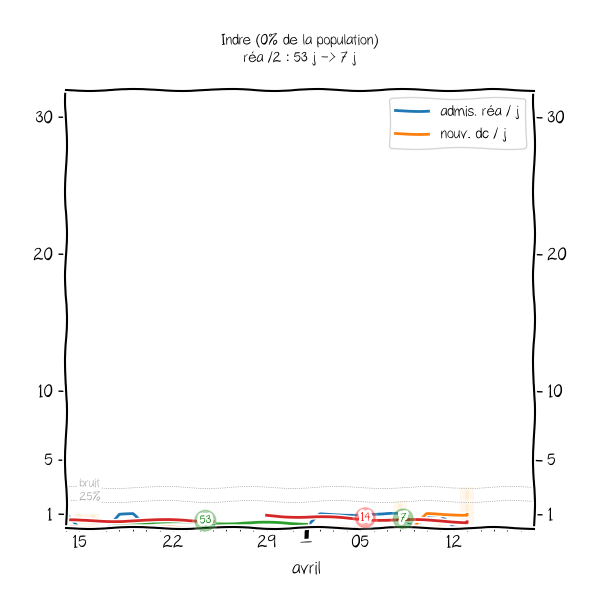 Indre (0% de la population)
réa /2 : 53 j -> 7 j
admis. réa / j
nouv. dc / j
30 30
20 20
10 10
5 5
bruit
25%
1 1
53 14 7
15 22 29 05 12
avril